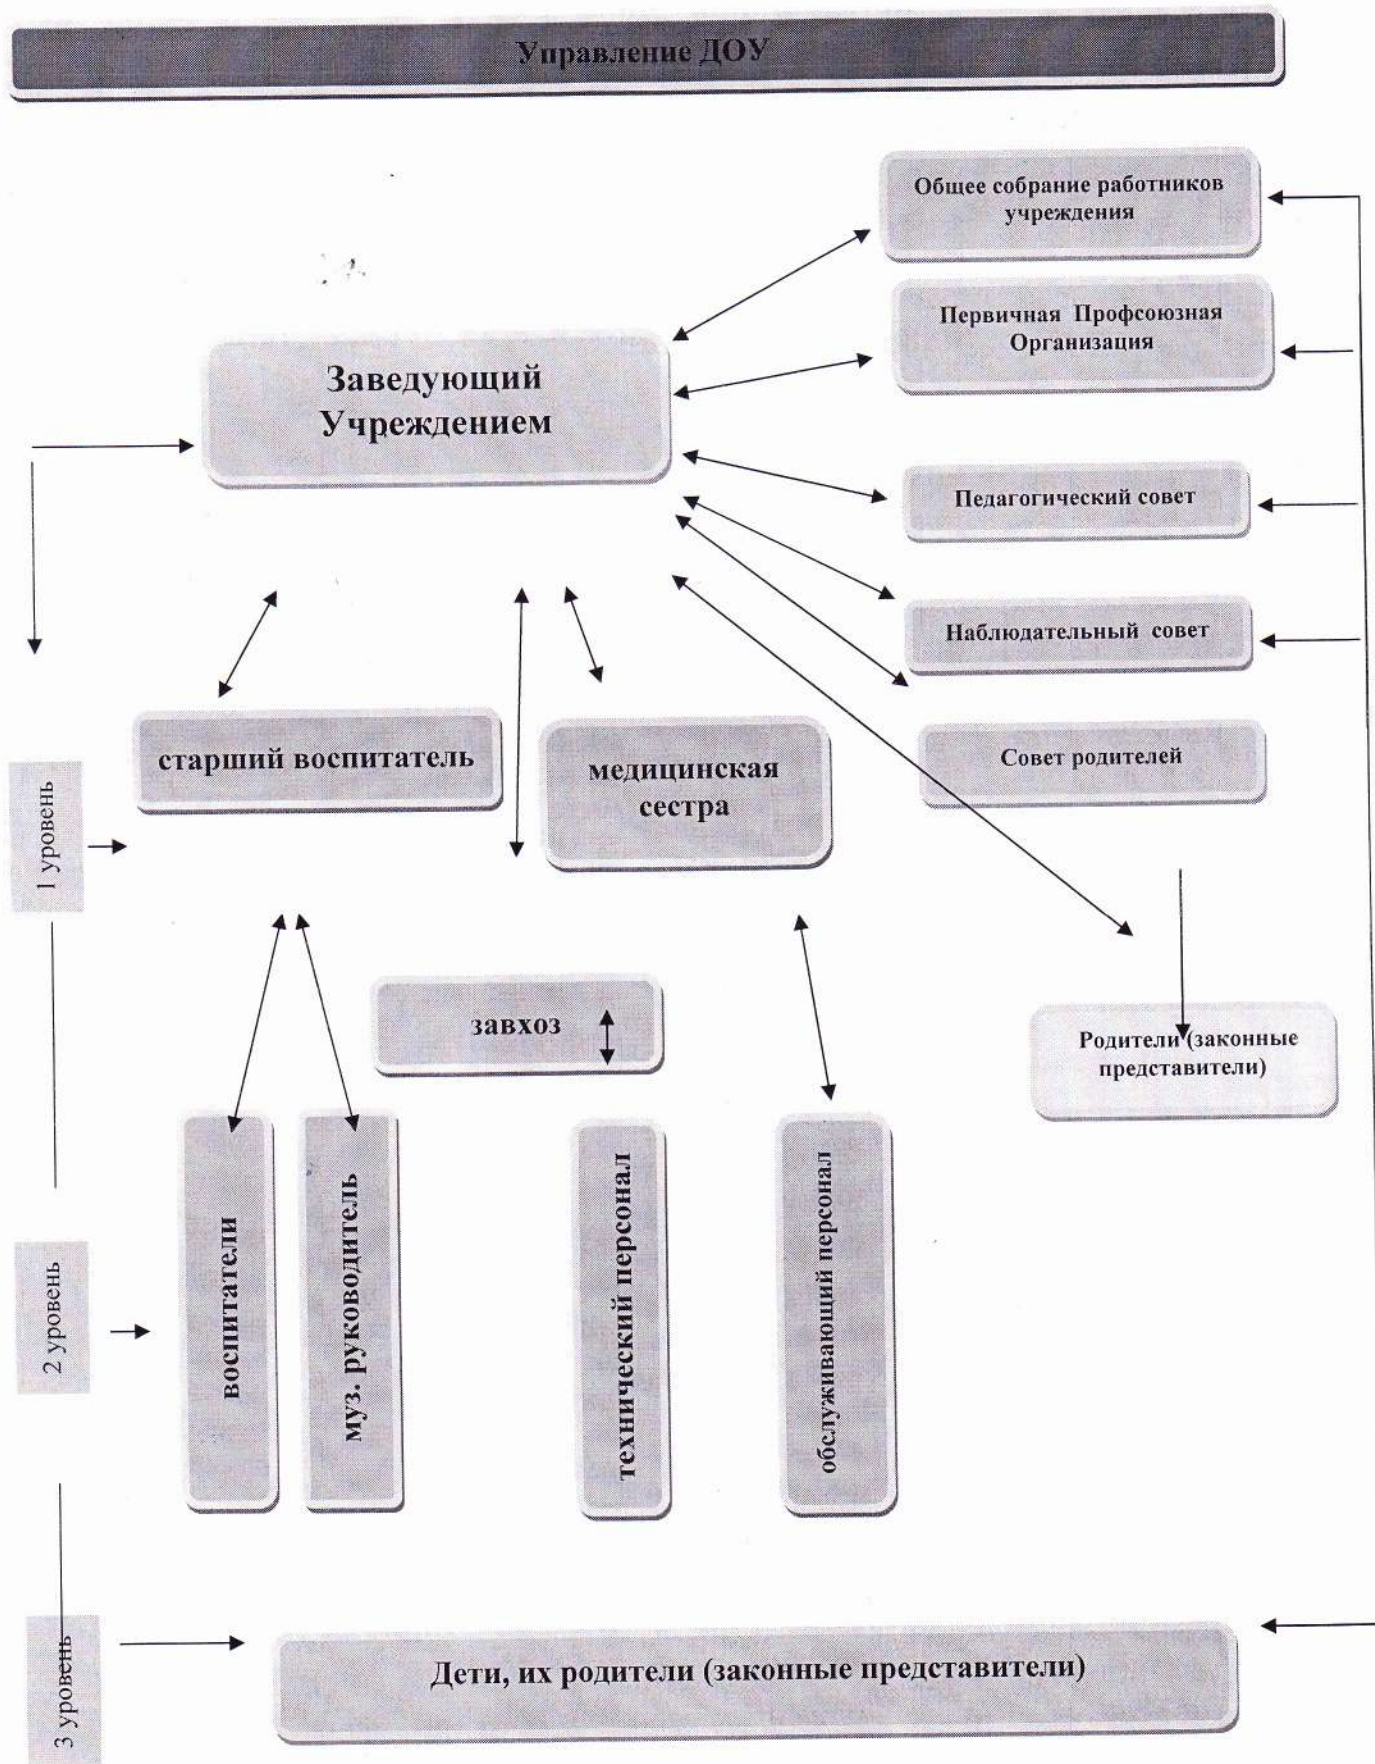 Управление ДОУ
Общее собрание работников
учреждения
Первичная Профсоюзная
Организация
Заведующий
Учреждением
Педагогический совет
Наблюдательный совет
Совет родителей
старший воспитатель
медицинская
сестра
1 уровень
завхоз
Родители (законные
представители)
воспитатели
муз. руководитель
технический персонал
обслуживающий персонал
2 уровень
3 уровень
Дети, их родители (законные представители)